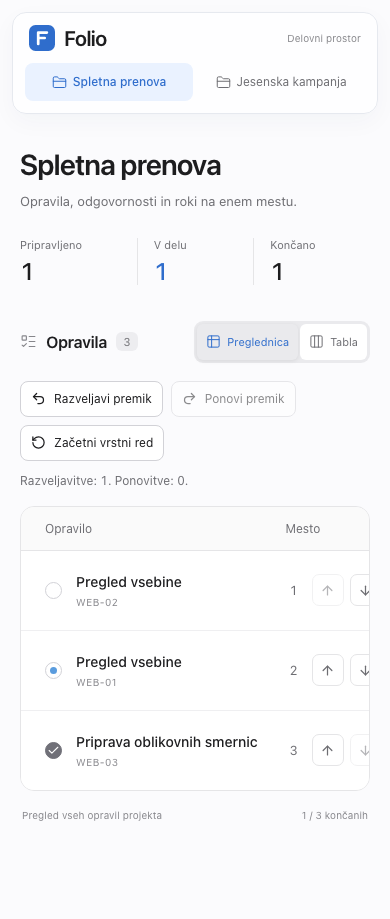 F Folio
Delovni prostor
Spletna prenova
Jesenska kampanja
Spletna prenova
Opravila, odgovornosti in roki na enem mestu.
Pripravljeno
V delu
Končano
1
1
1
Opravila 3
Preglednica
Tabla
Razveljavi premik
Ponovi premik
Začetni vrstni red
Razveljavitve: 1. Ponovitve: 0.
Opravilo
Mesto
Pregled vsebine
WEB-02
1
Pregled vsebine
WEB-01
2
Priprava oblikovnih smernic
WEB-03
3
Pregled vseh opravil projekta
1 / 3 končanih